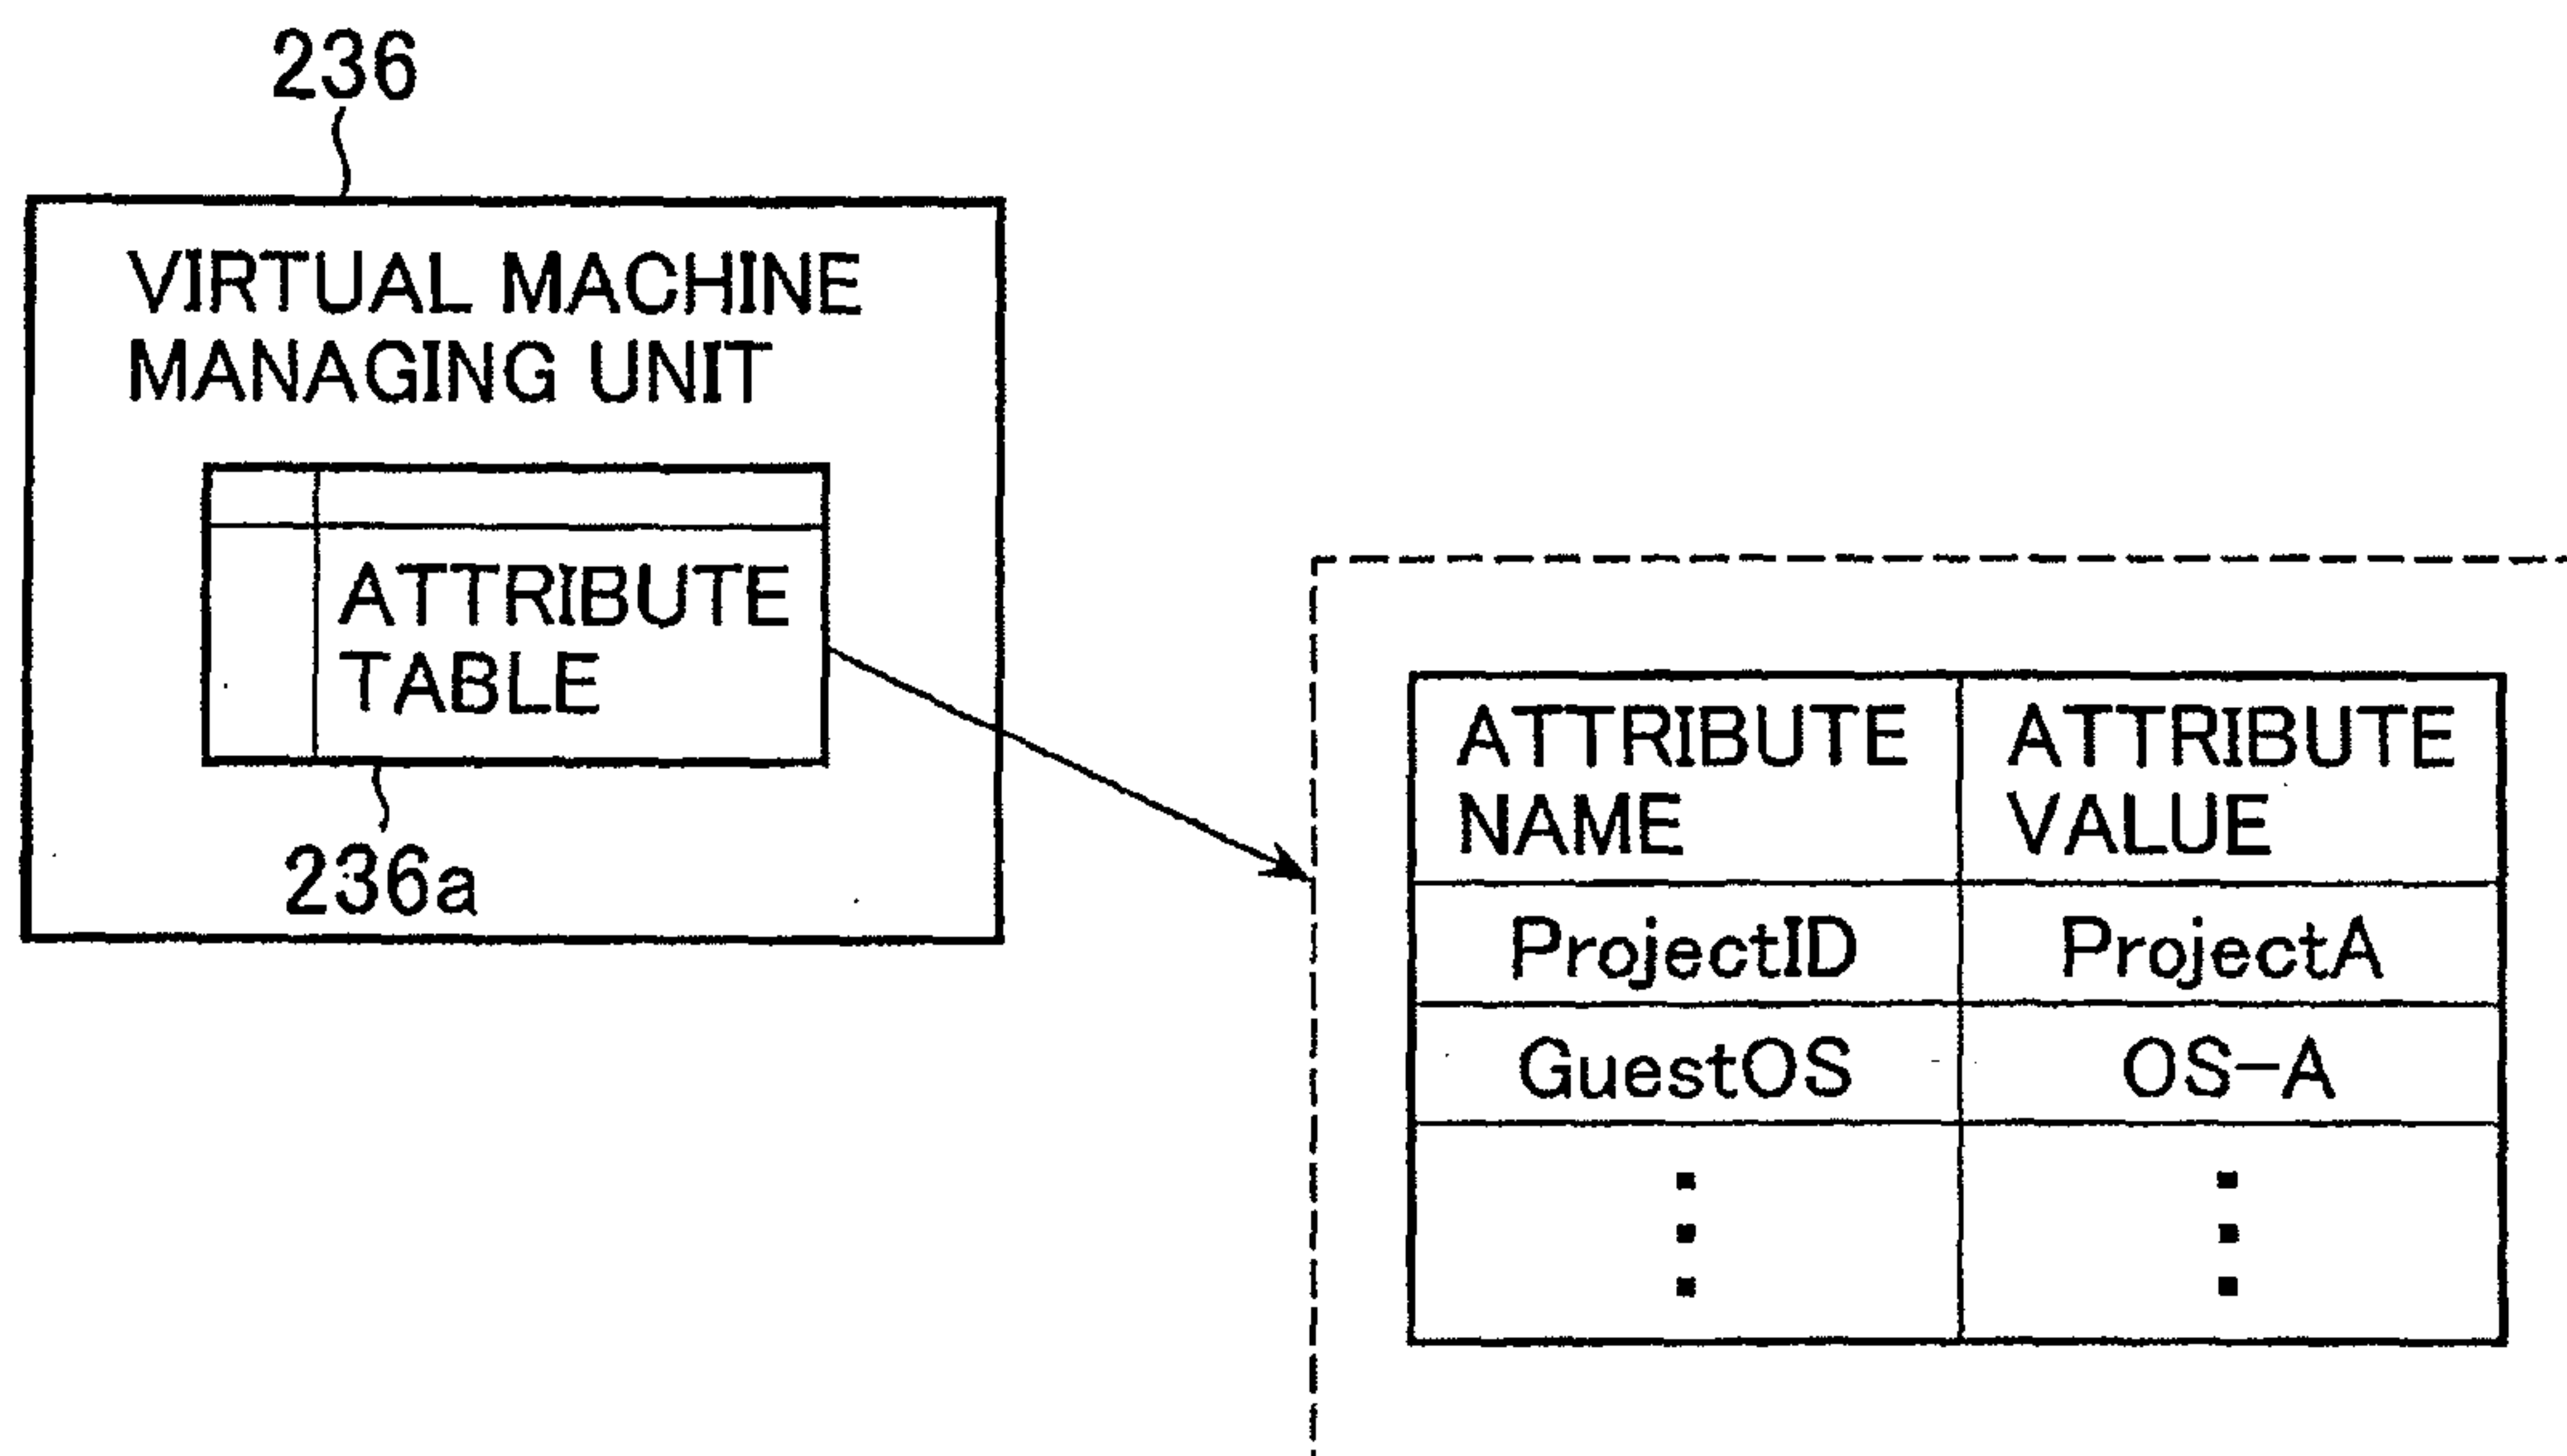 236
VIRTUAL MACHINE
MANAGING UNIT
ATTRIBUTE
TABLE
236a
ATTRIBUTE NAME ATTRIBUTE VALUE
ProjectID ProjectA
GuestOS OS-A